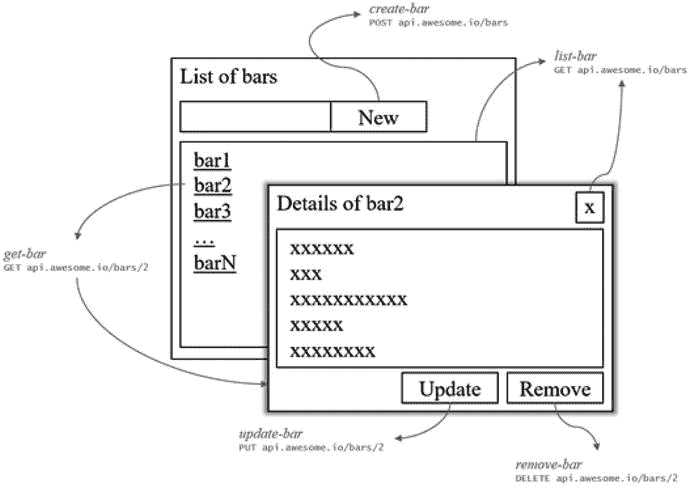 create-bar
POST api.awesome.io/bars
list-bar
GET api.awesome.io/bars
List of bars
New
bar1
bar2
bar3
...
barN
Details of bar2
x
xxxxxx
xxx
xxxxxxxxxxx
xxxxx
xxxxxxxx
Update
Remove
get-bar
GET api.awesome.io/bars/2
update-bar
PUT api.awesome.io/bars/2
remove-bar
DELETE api.awesome.io/bars/2